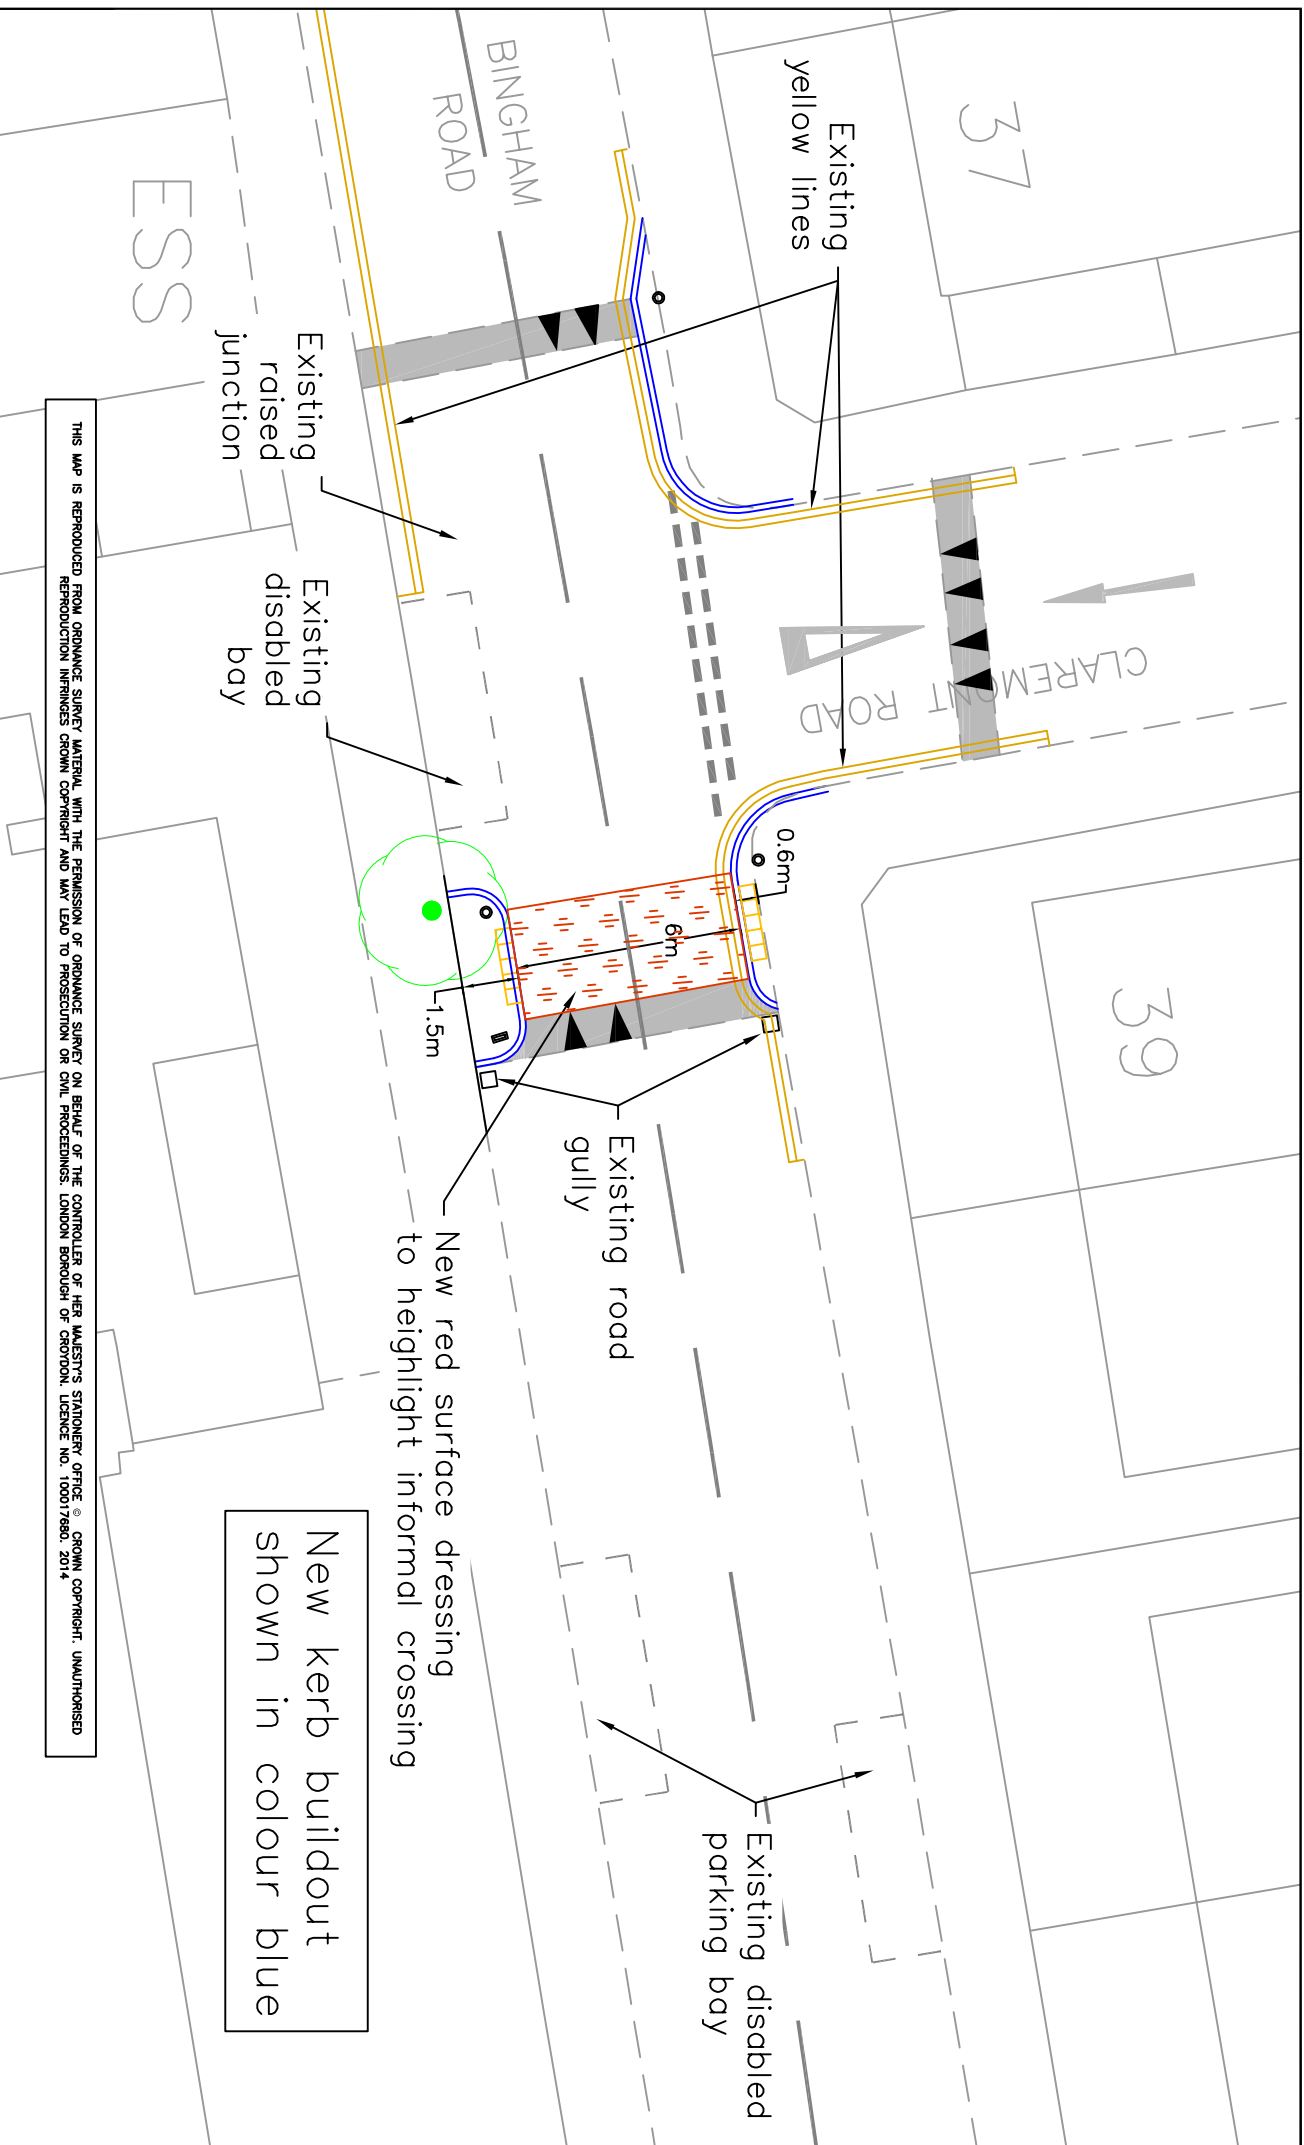 37
Existing
yellow lines
BINGHAM
ROAD
ESS
Existing
raised
junction
Existing
disabled
bay
CLAREMONT ROAD
0.6m
6m
1.5m
39
Existing road
gully
New red surface dressing
to heighlight informal crossing
Existing disabled
parking bay
New kerb buildout
shown in colour blue
THIS MAP IS REPRODUCED FROM ORDNANCE SURVEY MATERIAL WITH THE PERMISSION OF ORDNANCE SURVEY ON BEHALF OF THE CONTROLLER OF HER MAJESTY'S STATIONERY OFFICE © CROWN COPYRIGHT. UNAUTHORISED
REPRODUCTION INFRINGES CROWN COPYRIGHT AND MAY LEAD TO PROSECUTION OR CIVIL PROCEEDINGS. LONDON BOROUGH OF CROYDON. LICENCE NO. 100017680. 2014